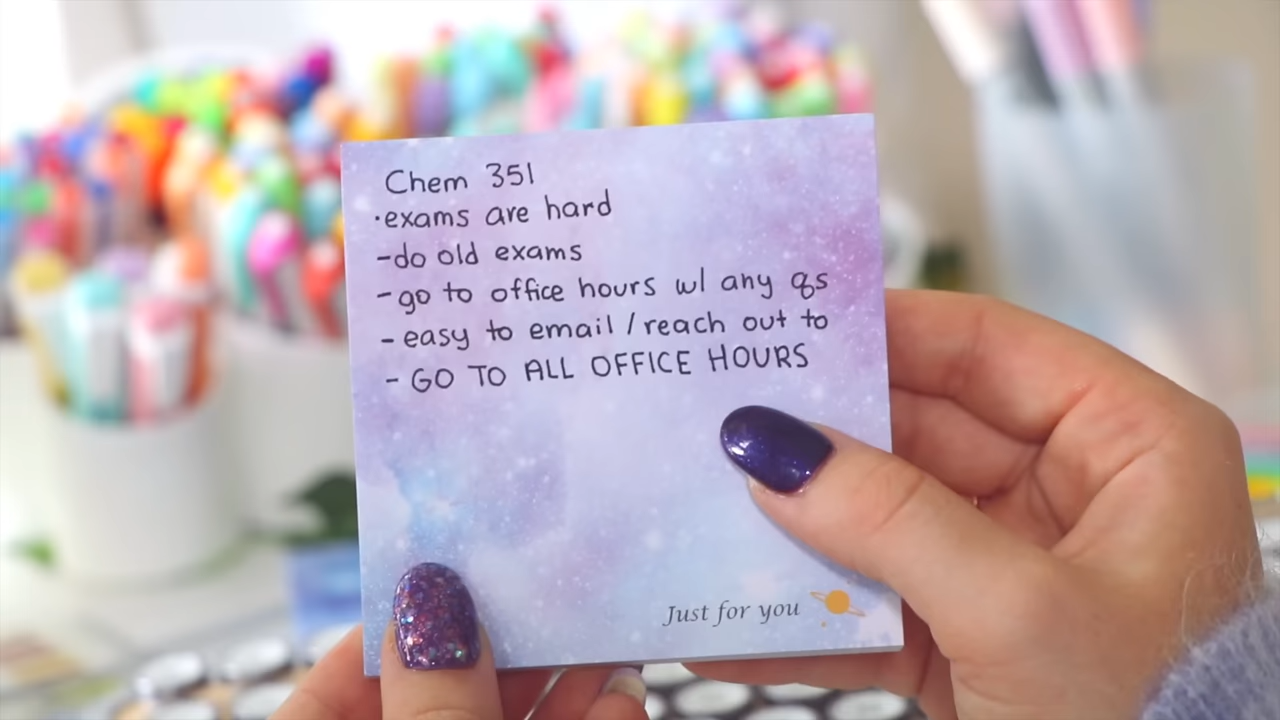 Chem 351
·exams are hard
-do old exams
-go to office hours w/ any qs
-easy to email/reach out to
-GO TO ALL OFFICE HOURS
Just for you